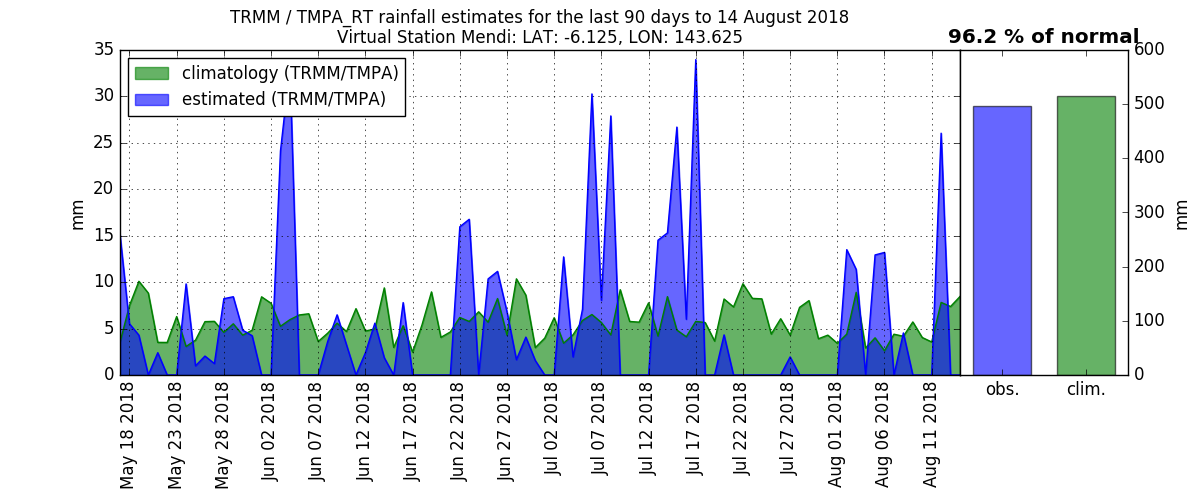 TRMM / TMPA_RT rainfall estimates for the last 90 days to 14 August 2018
Virtual Station Mendi: LAT: -6.125, LON: 143.625
96.2 % of normal
climatology (TRMM/TMPA)
estimated (TRMM/TMPA)
mm
35
30
25
20
15
10
5
0
May 18 2018
May 23 2018
May 28 2018
Jun 02 2018
Jun 07 2018
Jun 12 2018
Jun 17 2018
Jun 22 2018
Jun 27 2018
Jul 02 2018
Jul 07 2018
Jul 12 2018
Jul 17 2018
Jul 22 2018
Jul 27 2018
Aug 01 2018
Aug 06 2018
Aug 11 2018
obs.
clim.
600
500
400
300
200
100
0
mm